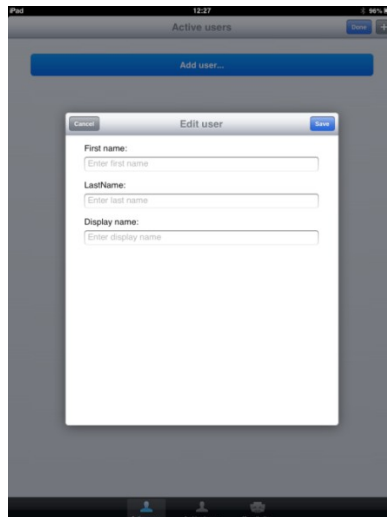 iPad 12:27 96%
Active users Done +
Add user...
Cancel Edit user Save
First name:
Enter first name
LastName:
Enter last name
Display name:
Enter display name